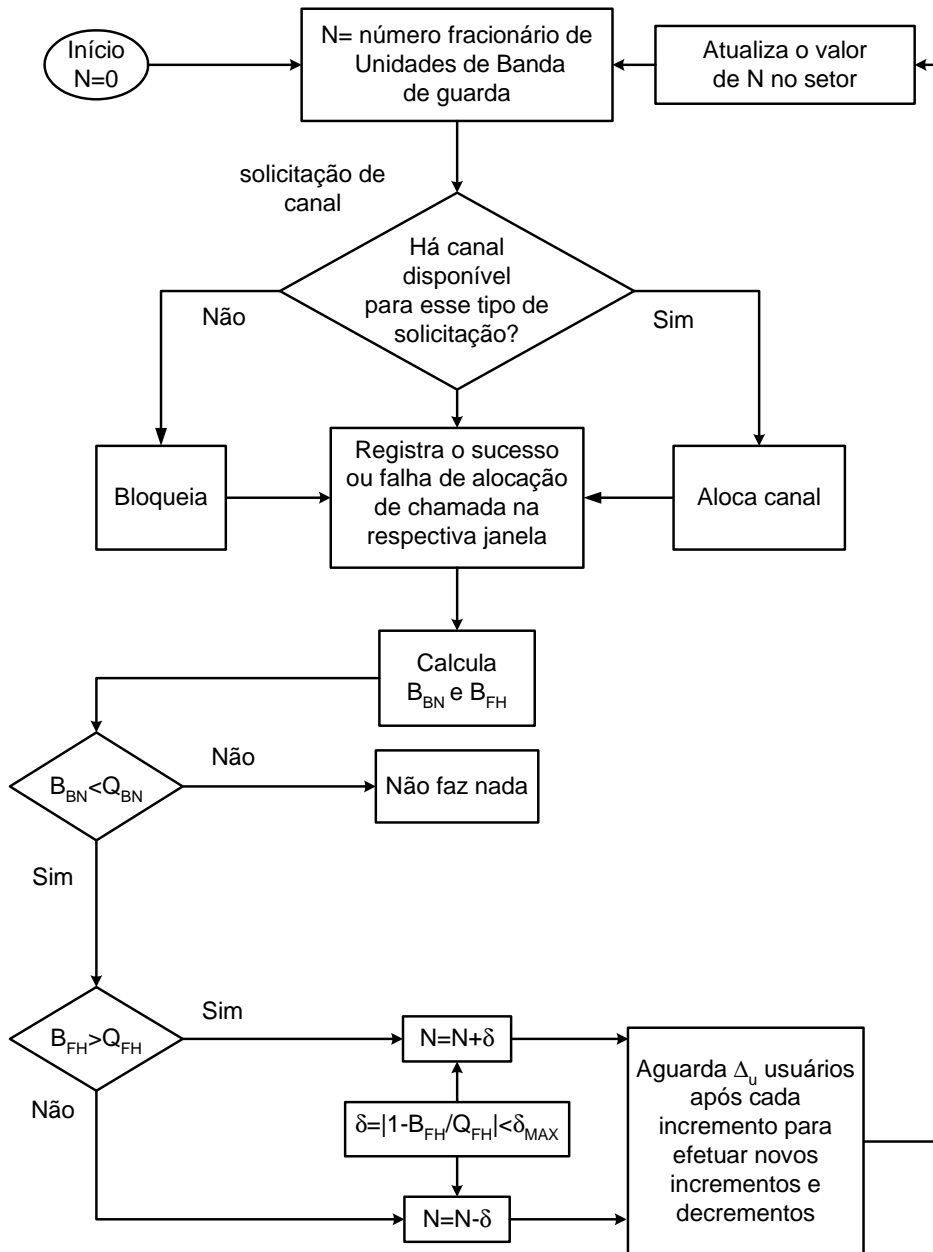 Início
N=0
N= número fracionário de
Unidades de Banda
de guarda
Atualiza o valor
de N no setor
solicitação de
canal
Há canal
disponível
para esse tipo de
solicitação?
Não
Sim
Bloqueia
Registra o sucesso
ou falha de alocação
de chamada na
respectiva janela
Aloca canal
Calcula
B_BN e B_FH
B_BN<Q_BN
Não
Não faz nada
Sim
B_FH>Q_FH
Sim
N=N+δ
Não
δ=|1-B_FH/Q_FH|<δ_MAX
N=N-δ
Aguarda Δ_u usuários
após cada
incremento para
efetuar novos
incrementos e
decrementos